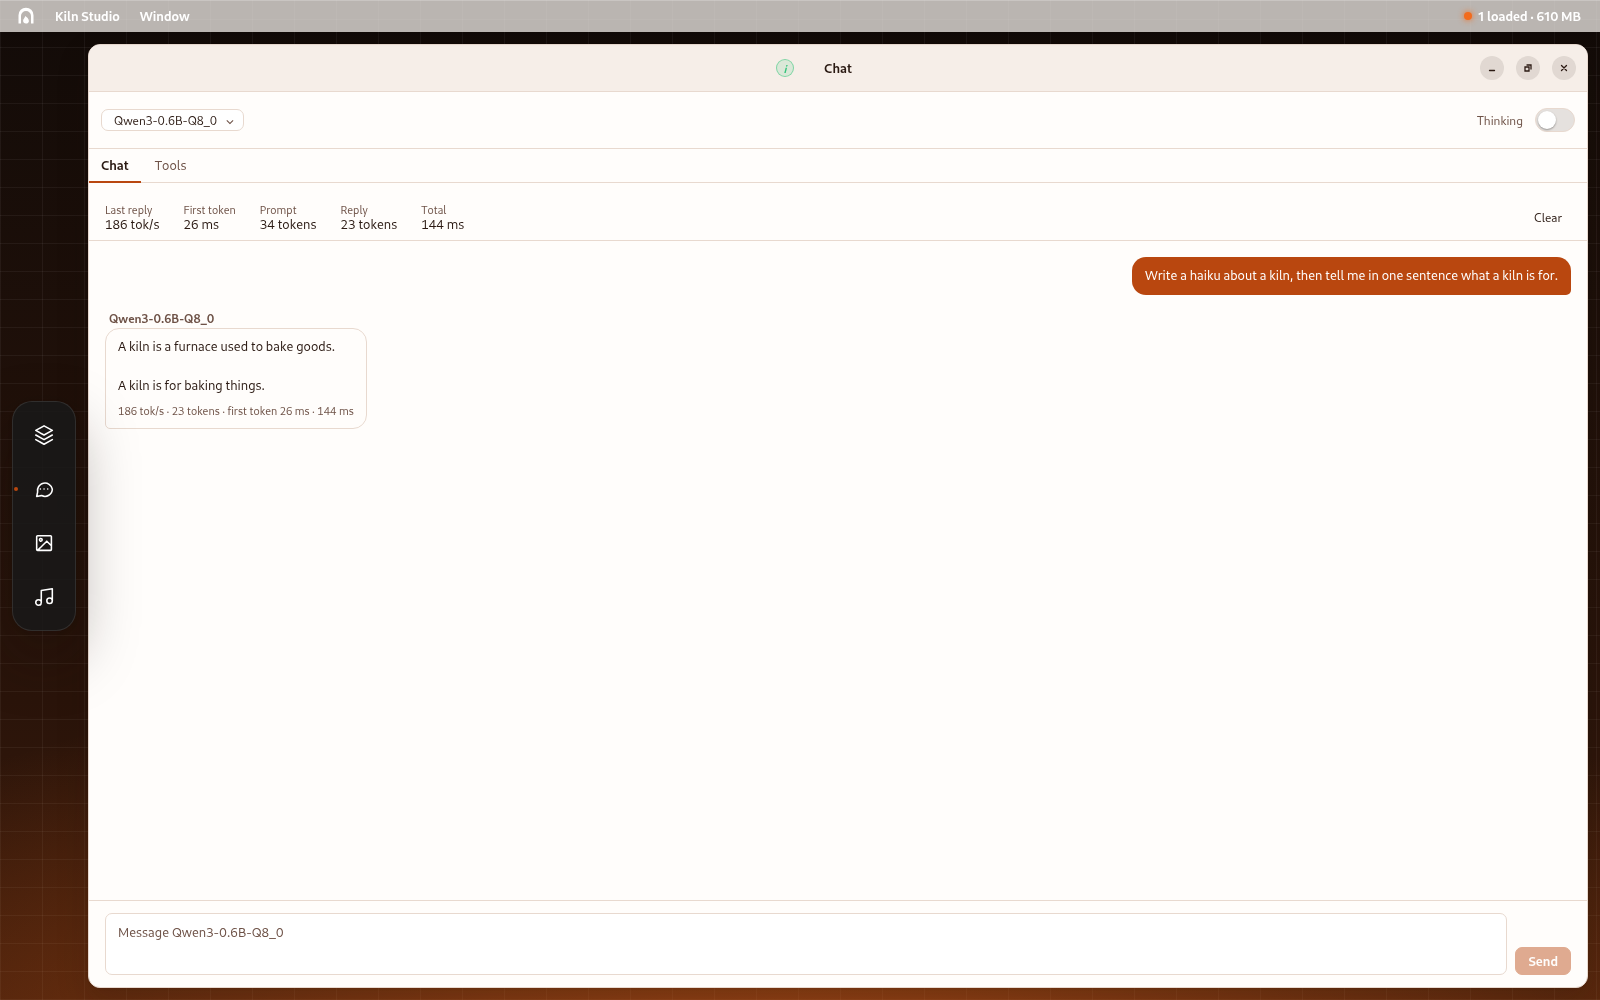 Kiln Studio Window 1 loaded · 610 MB
i Chat
Qwen3-0.6B-Q8_0 Thinking
Chat Tools
Last reply First token Prompt Reply Total
186 tok/s 26 ms 34 tokens 23 tokens 144 ms
Clear
Write a haiku about a kiln, then tell me in one sentence what a kiln is for.
Qwen3-0.6B-Q8_0
A kiln is a furnace used to bake goods.
A kiln is for baking things.
186 tok/s · 23 tokens · first token 26 ms · 144 ms
Message Qwen3-0.6B-Q8_0
Send